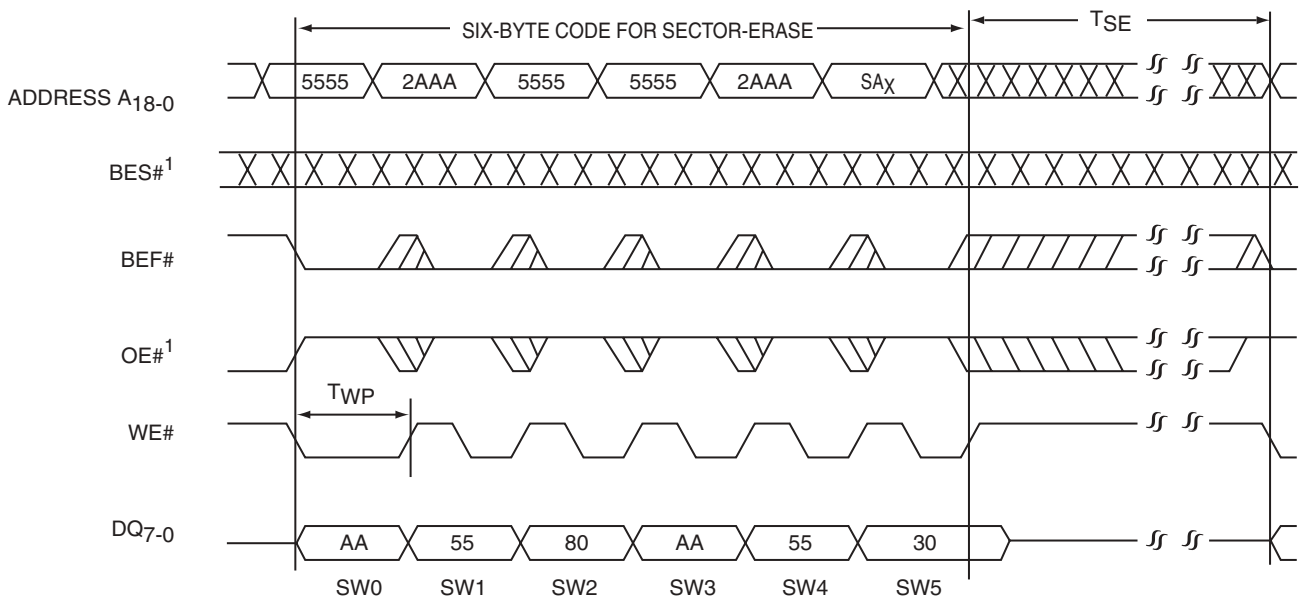 SIX-BYTE CODE FOR SECTOR-ERASE TSE
ADDRESS A18-0 5555 2AAA 5555 5555 2AAA SAX
BES#1
BEF#
OE#1
TWP
WE#
DQ7-0 AA 55 80 AA 55 30
SW0 SW1 SW2 SW3 SW4 SW5